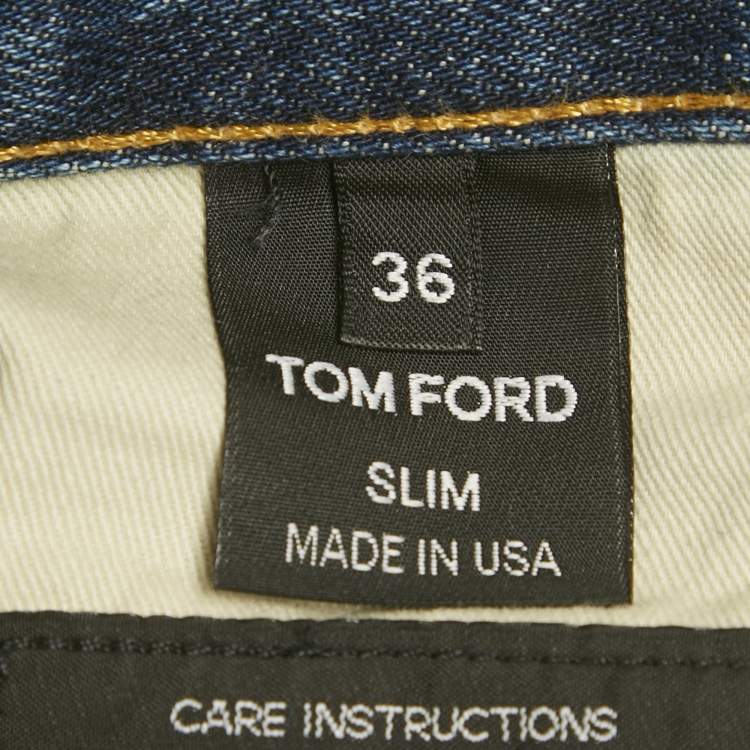 36
TOM FORD
SLIM
MADE IN USA
CARE INSTRUCTIONS